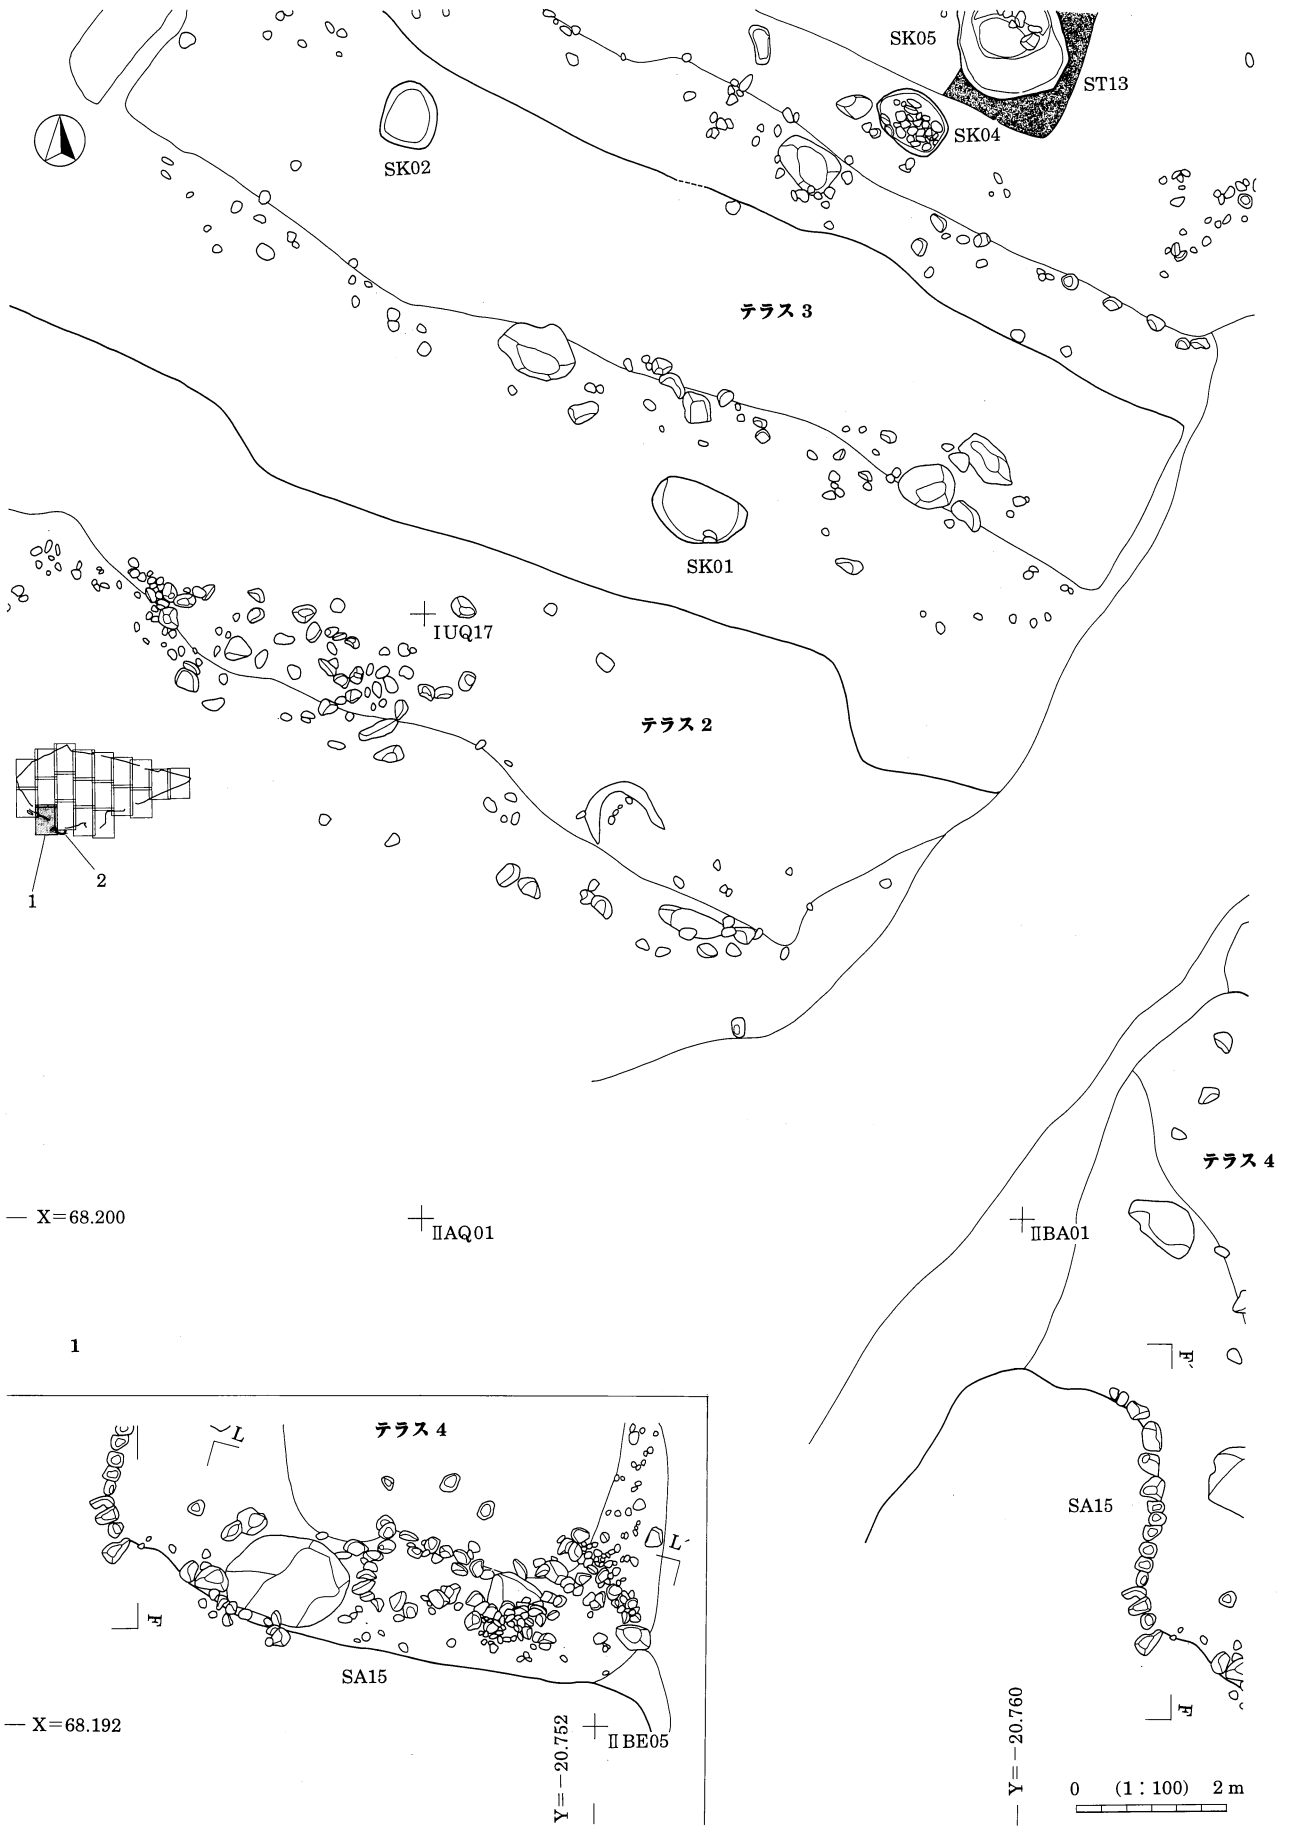 SK05
ST13
SK04
SK02
テラス 3
SK01
ⅠUQ17
テラス 2
1
2
テラス 4
X=68.200
ⅡAQ01
ⅡBA01
1
F´
テラス 4
L
SA15
L´
F
SA15
X=68.192
Y=-20.752
ⅡBE05
Y=-20.760
F
0 (1:100) 2 m